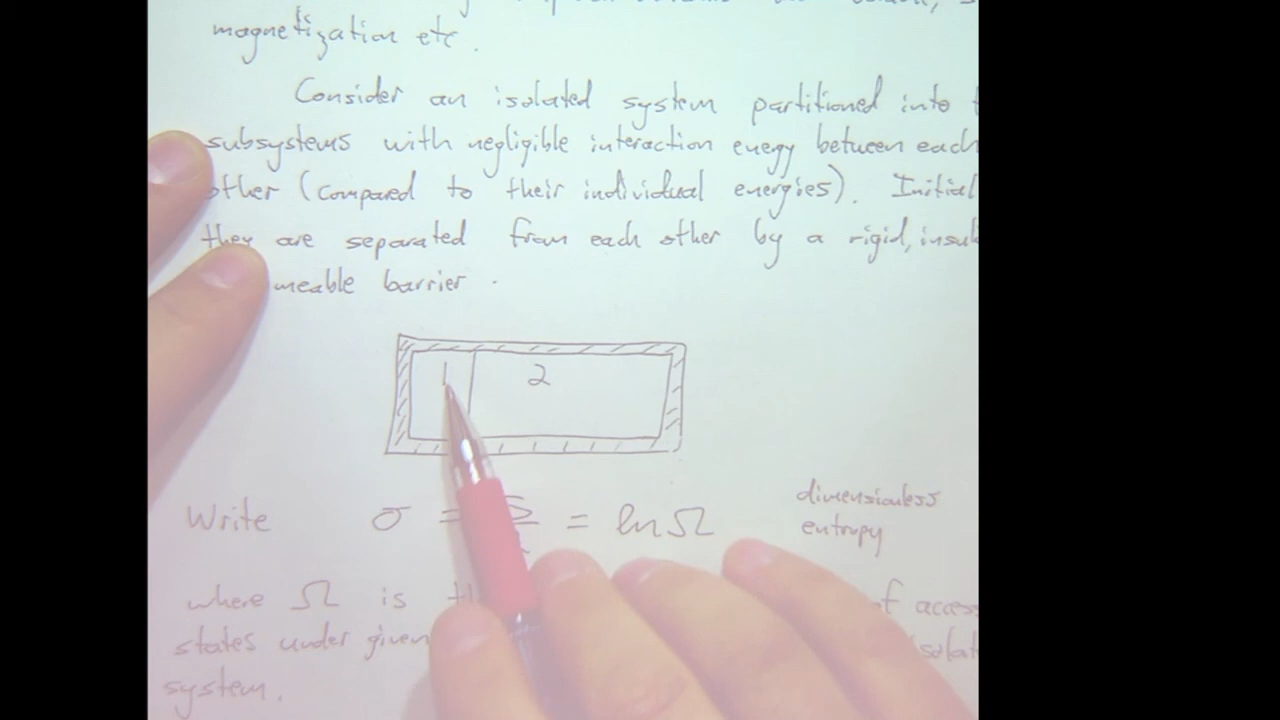 magnetization etc.
Consider an isolated system partitioned into
subsystems with negligible interaction energy between each
other (compared to their individual energies). Initial
they are separated from each other by a rigid, insul
meable barrier.
1 2
Write σ = = ln Ω dimensionless
entropy
where Ω is of access
states under given isolat
system.